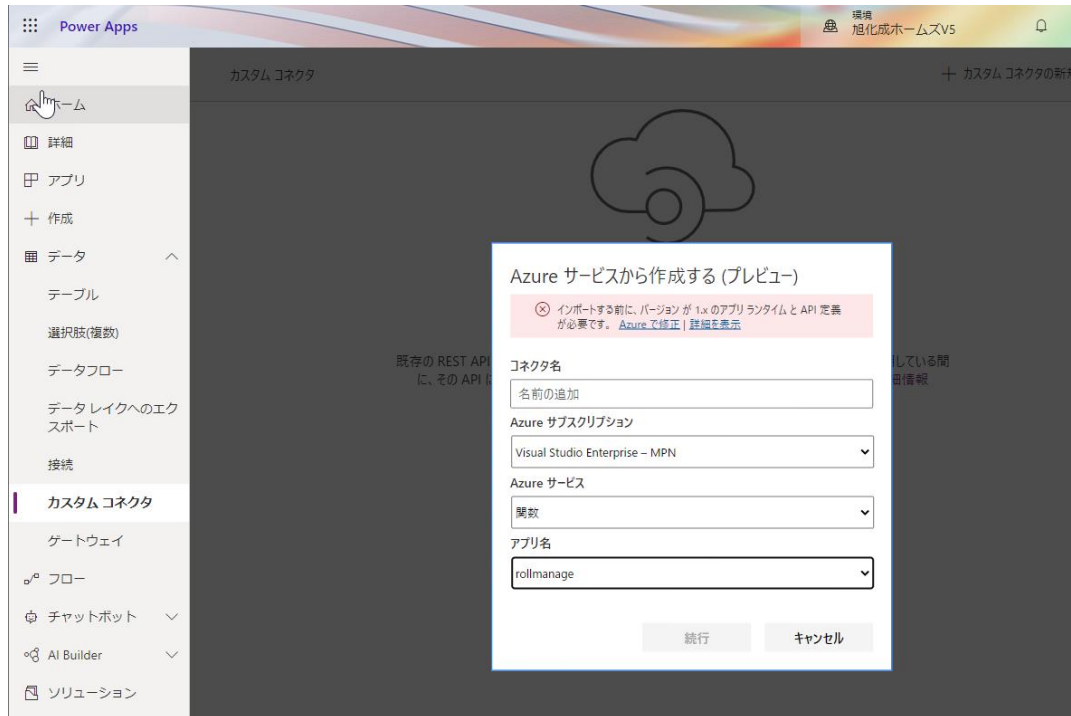 Power Apps
環境
旭化成ホームズV5
カスタム コネクタ
＋ カスタム コネクタの新規
ホーム
詳細
アプリ
作成
データ
テーブル
選択肢(複数)
データフロー
データ レイクへのエク
スポート
接続
カスタム コネクタ
ゲートウェイ
フロー
チャットボット
AI Builder
ソリューション
既存の REST API
に、その API に
している間
細情報
Azure サービスから作成する (プレビュー)
インポートする前に、バージョン が 1.x のアプリ ランタイム と API 定義
が必要です。 Azure で修正 | 詳細を表示
コネクタ名
名前の追加
Azure サブスクリプション
Visual Studio Enterprise – MPN
Azure サービス
関数
アプリ名
rollmanage
続行
キャンセル